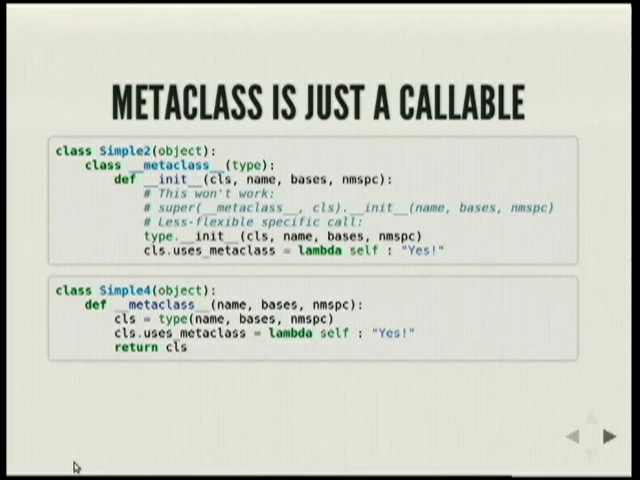 METACLASS IS JUST A CALLABLE
class Simple2(object):
    class __metaclass__(type):
        def __init__(cls, name, bases, nmspc):
            # This won't work:
            # super(__metaclass__, cls).__init__(name, bases, nmspc)
            # Less-flexible specific call:
            type.__init__(cls, name, bases, nmspc)
            cls.uses_metaclass = lambda self : "Yes!"
class Simple4(object):
    def __metaclass__(name, bases, nmspc):
        cls = type(name, bases, nmspc)
        cls.uses_metaclass = lambda self : "Yes!"
        return cls